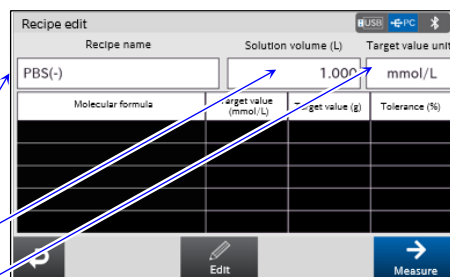 Recipe edit
USB PC
Recipe name
Solution volume (L)
Target value unit
PBS(-)
1.000
mmol/L
Molecular formula
Target value (mmol/L)
Target value (g)
Tolerance (%)
Edit
Measure